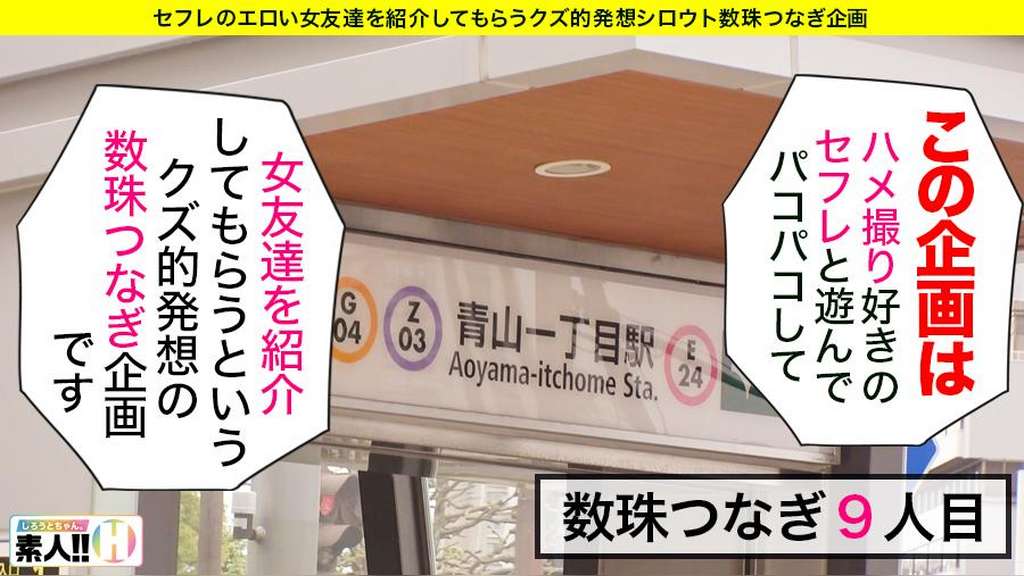 セフレのエロい女友達を紹介してもらうクズ的発想シロウト数珠つなぎ企画
この企画は
ハメ撮り好きの
セフレと遊んで
パコパコして
女友達を紹介
してもらうという
クズ的発想の
数珠つなぎ企画
です
G
04
Z
03
青山一丁目駅
Aoyama-itchome Sta.
E
24
数珠つなぎ9人目
しろうとちゃん。
素人!!
H
入口